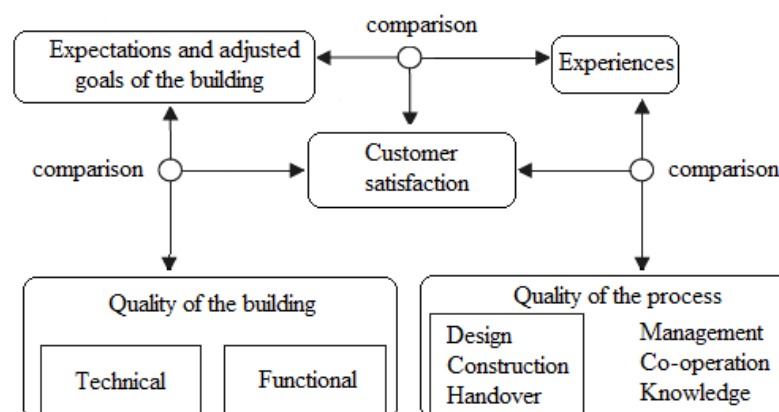 comparison
Expectations and adjusted
goals of the building
Experiences
comparison
Customer
satisfaction
comparison
Quality of the building
Technical
Functional
Quality of the process
Design
Construction
Handover
Management
Co-operation
Knowledge